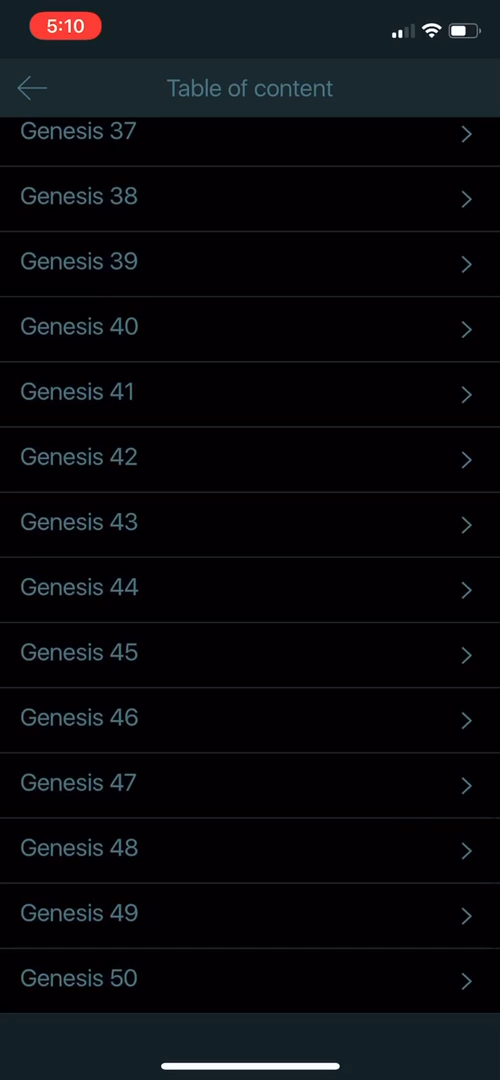 5:10
Table of content
Genesis 37
Genesis 38
Genesis 39
Genesis 40
Genesis 41
Genesis 42
Genesis 43
Genesis 44
Genesis 45
Genesis 46
Genesis 47
Genesis 48
Genesis 49
Genesis 50